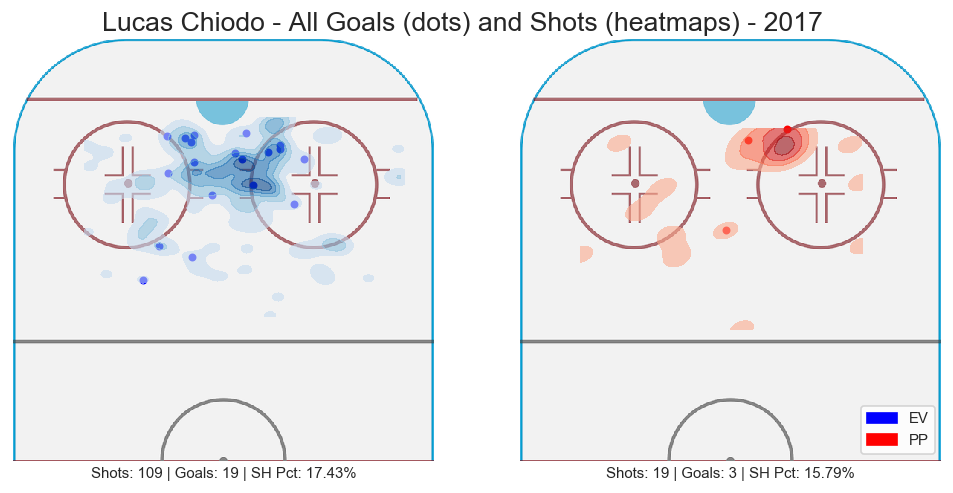 Lucas Chiodo - All Goals (dots) and Shots (heatmaps) - 2017
EV
PP
Shots: 109 | Goals: 19 | SH Pct: 17.43%
Shots: 19 | Goals: 3 | SH Pct: 15.79%